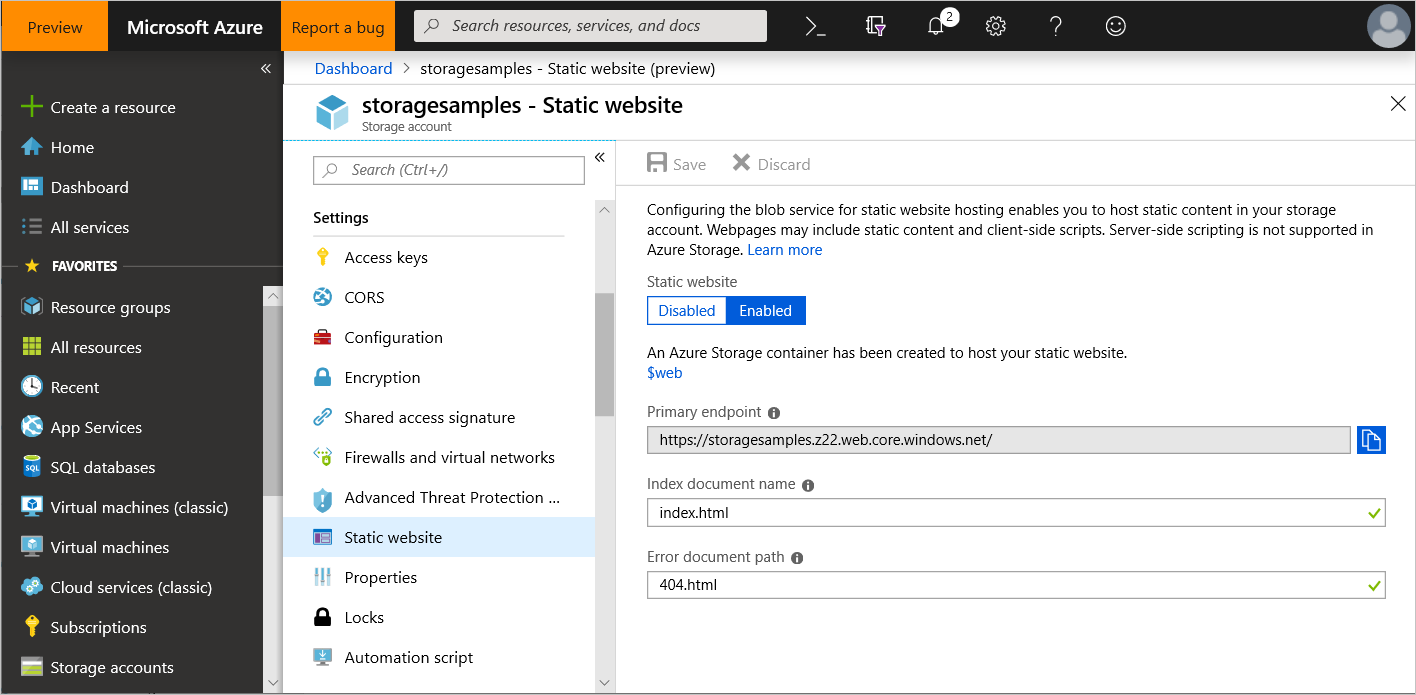 Preview
Microsoft Azure
Report a bug
Search resources, services, and docs
2
Create a resource
Home
Dashboard
All services
FAVORITES
Resource groups
All resources
Recent
App Services
SQL
SQL databases
Virtual machines (classic)
Virtual machines
Cloud services (classic)
Subscriptions
Storage accounts
Dashboard > storagesamples - Static website (preview)
storagesamples - Static website
Storage account
Search (Ctrl+/)
Settings
Access keys
CORS
Configuration
Encryption
Shared access signature
Firewalls and virtual networks
Advanced Threat Protection ...
Static website
Properties
Locks
Automation script
Save
Discard
Configuring the blob service for static website hosting enables you to host static content in your storage
account. Webpages may include static content and client-side scripts. Server-side scripting is not supported in
Azure Storage. Learn more
Static website
Disabled
Enabled
An Azure Storage container has been created to host your static website.
$web
Primary endpoint
https://storagesamples.z22.web.core.windows.net/
Index document name
index.html
Error document path
404.html